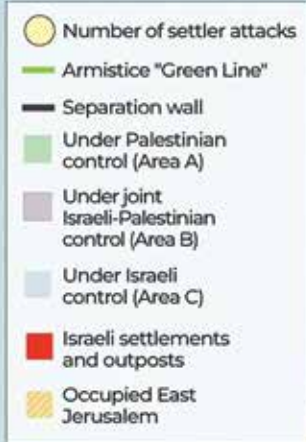 Number of settler attacks
Armistice "Green Line"
Separation wall
Under Palestinian
control (Area A)
Under joint
Israeli-Palestinian
control (Area B)
Under Israeli
control (Area C)
Israeli settlements
and outposts
Occupied East
Jerusalem